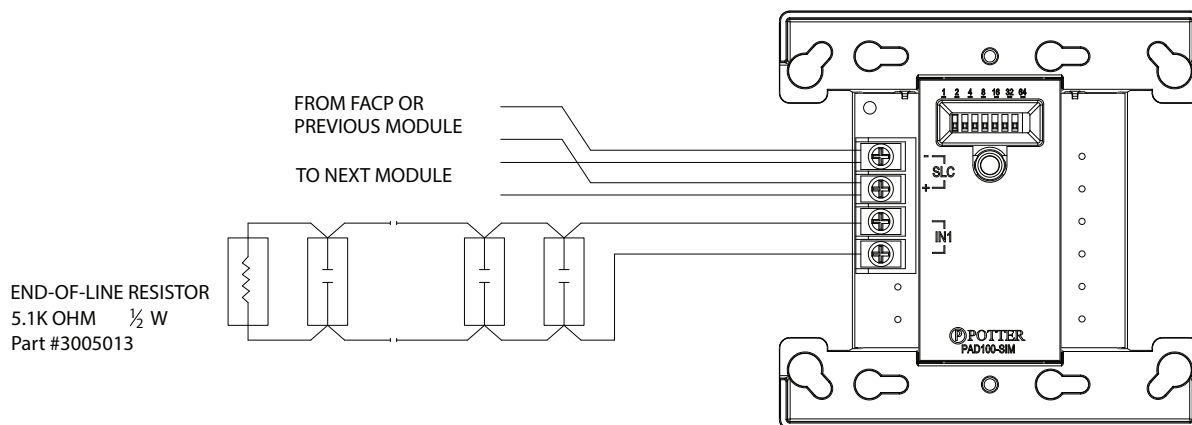 FROM FACP OR
PREVIOUS MODULE
TO NEXT MODULE
END-OF-LINE RESISTOR
5.1K OHM ½ W
Part #3005013
1 2 4 8 16 32 64
- SLC
+
IN1
P POTTER
PAD100-SIM